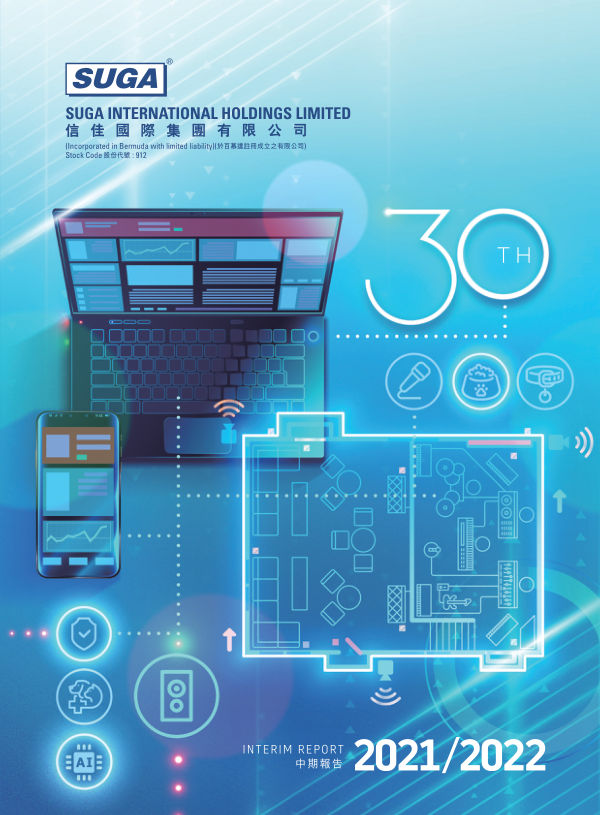 SUGA®
SUGA INTERNATIONAL HOLDINGS LIMITED
信佳國際集團有限公司
(Incorporated in Bermuda with limited liability)(於百慕達註冊成立之有限公司)
Stock Code 股份代號 : 912
30TH
AI
INTERIM REPORT
中期報告
2021/2022